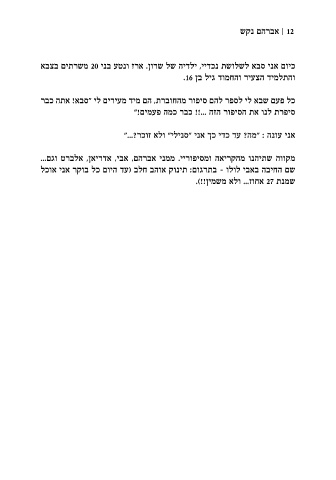 12 | אברהם נקש
כיום אני סבא לשלושת נכדיי, ילדיה של שרון, ארז ונטע בני 20 משרתים בצבא
והתלמיד הצעיר והחמוד גיל בן 16.
כל פעם שבא לי לספר להם סיפור מהחוברת, הם מיד מעירים לי "סבא! אתה כבר
סיפרת לנו את הסיפור הזה ...!! כבר כמה פעמים!"
אני עונה : "מה? עד כדי כך אני "סנילי" ולא זוכר?..."
מקווה שתיהנו מהקריאה ומסיפוריי. ממני אברהם, אבי, אדריאן, אלברט וגם...
שם החיבה באבי לולו - בתרגום: תינוק אוהב חלב (עד היום כל בוקר אני אוכל
שמנת 27 אחוז... ולא משמין!!).